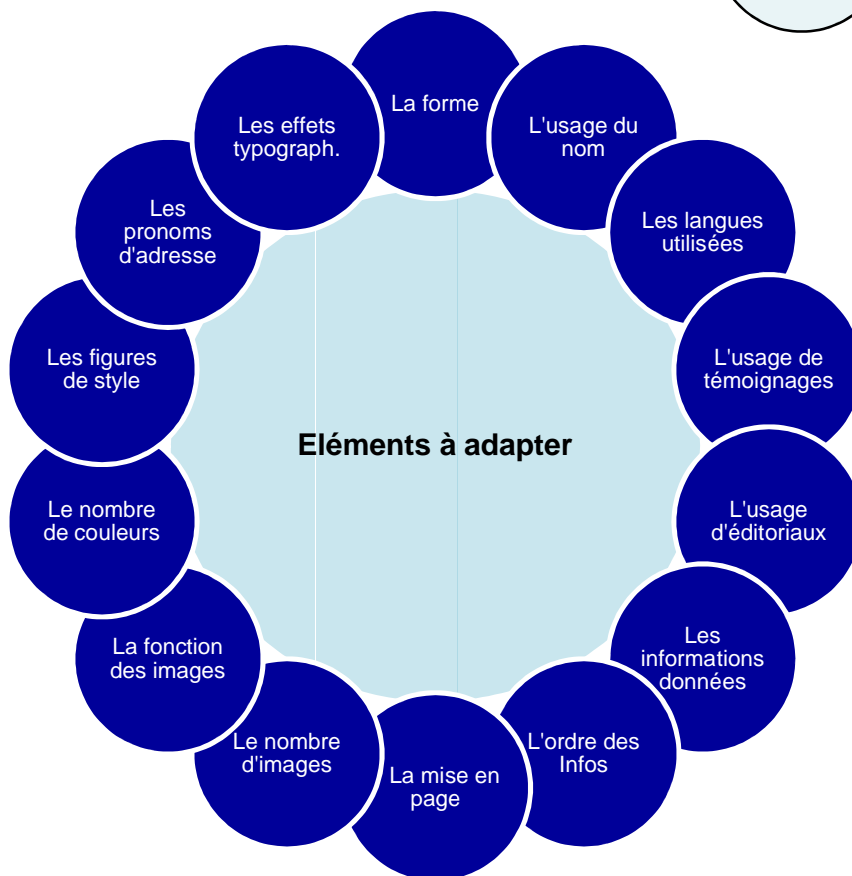 La forme
L'usage du
nom
Les langues
utilisées
L'usage de
témoignages
L'usage
d'éditoriaux
Les
informations
données
L'ordre des
Infos
La mise en
page
Le nombre
d'images
La fonction
des images
Le nombre
de couleurs
Les figures
de style
Les
pronoms
d'adresse
Les effets
typograph.
Eléments à adapter